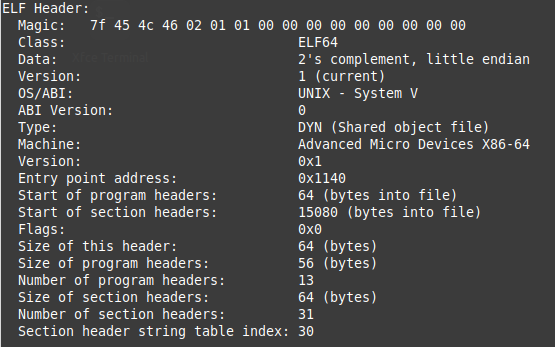 ELF Header:
  Magic:   7f 45 4c 46 02 01 01 00 00 00 00 00 00 00 00 00
  Class:                             ELF64
  Data:                              2's complement, little endian
  Version:                           1 (current)
  OS/ABI:                            UNIX - System V
  ABI Version:                       0
  Type:                              DYN (Shared object file)
  Machine:                           Advanced Micro Devices X86-64
  Version:                           0x1
  Entry point address:               0x1140
  Start of program headers:          64 (bytes into file)
  Start of section headers:          15080 (bytes into file)
  Flags:                             0x0
  Size of this header:               64 (bytes)
  Size of program headers:           56 (bytes)
  Number of program headers:         13
  Size of section headers:           64 (bytes)
  Number of section headers:         31
  Section header string table index: 30